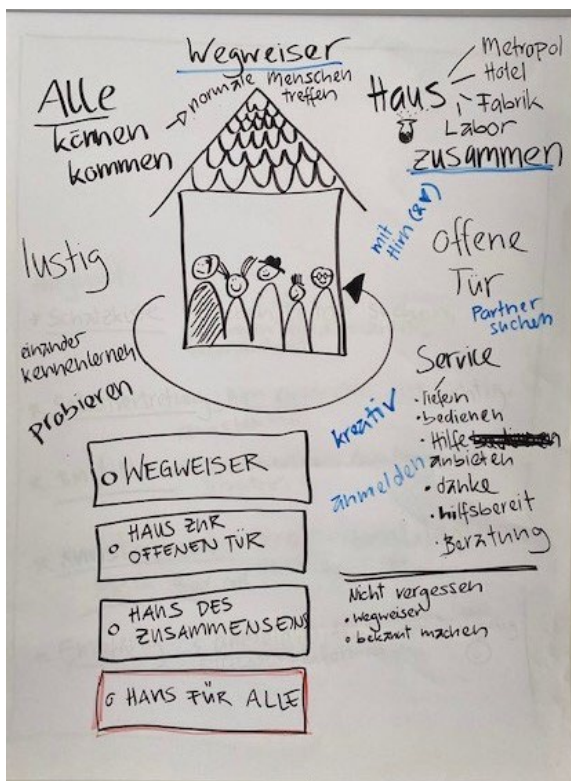 Wegweiser
normale Menschen
treffen
Alle
können
kommen
Haus
Metropol
Hotel
Fabrik
Labor
zusammen
lustig
einander
kennenlernen
probieren
mit
Hirn
Offene
Tür
Partner
suchen
kreativ
anmelden
Service
• liefern
• bedienen
• Hilfe
anbieten
• danke
• hilfsbereit
• Beratung
Nicht vergessen
• wegweiser
• bekannt machen
WEGWEISER
HAUS ZUR
OFFENEN TÜR
HAUS DES
ZUSAMMENSEINS
HAUS FÜR ALLE